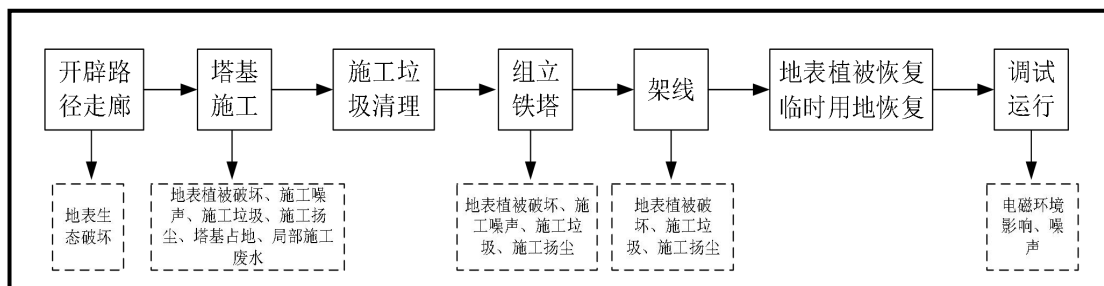 开辟路
径走廊
塔基
施工
施工垃
圾清理
组立
铁塔
架线
地表植被恢复
临时用地恢复
调试
运行
地表生
态破坏
地表植被破坏、施工噪
声、施工垃圾、施工扬
尘、塔基占地、局部施工
废水
地表植被破坏、施
工噪声、施工垃
圾、施工扬尘
地表植被破
坏、施工垃
圾、施工扬尘
电磁环境
影响、噪
声